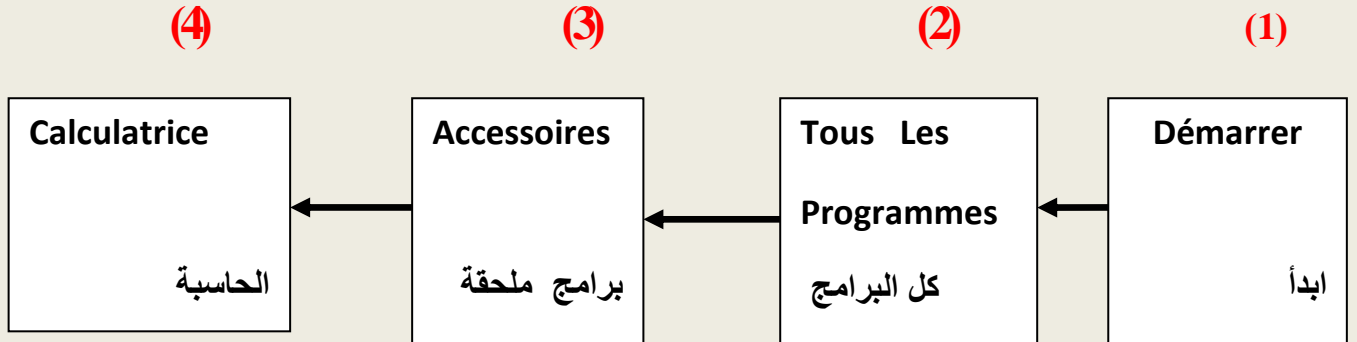 (1)
(2)
(3)
(4)
Démarrer
ابدأ
Tous Les
Programmes
كل البرامج
Accessoires
برامج ملحقة
Calculatrice
الحاسبة